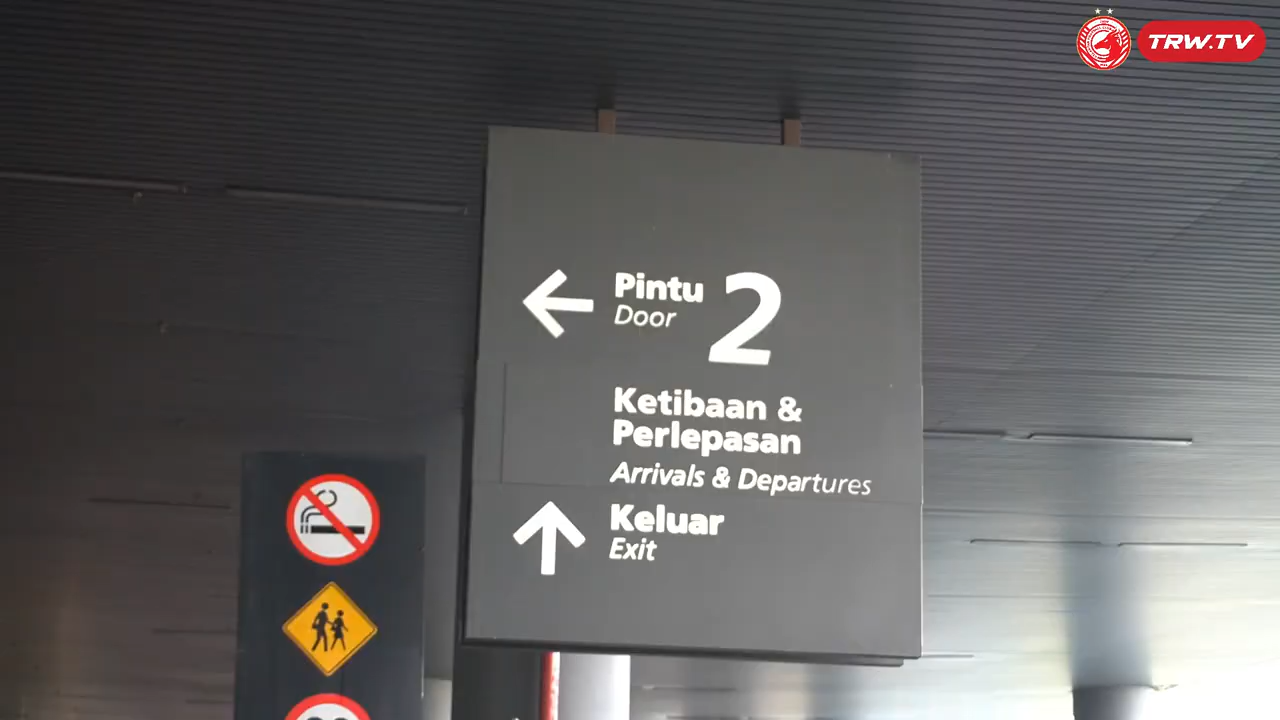 TRW.TV
Pintu 2
Door
Ketibaan &
Perlepasan
Arrivals & Departures
Keluar
Exit